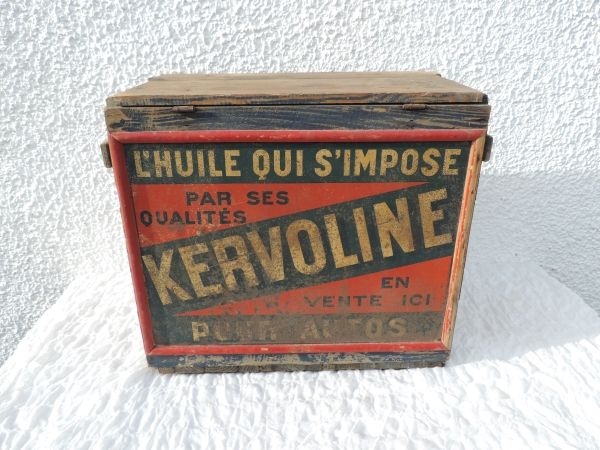 L'HUILE QUI S'IMPOSE
PAR SES
QUALITÉS
KERVOLINE
EN
VENTE ICI
POUR AUTOS